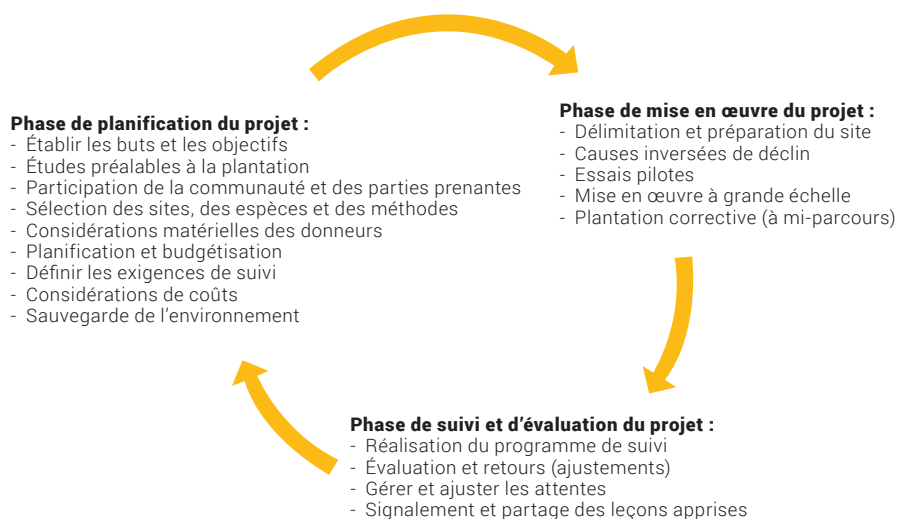 Phase de planification du projet :
- Établir les buts et les objectifs
- Études préalables à la plantation
- Participation de la communauté et des parties prenantes
- Sélection des sites, des espèces et des méthodes
- Considérations matérielles des donneurs
- Planification et budgétisation
- Définir les exigences de suivi
- Considérations de coûts
- Sauvegarde de l’environnement
Phase de mise en œuvre du projet :
- Délimitation et préparation du site
- Causes inversées de déclin
- Essais pilotes
- Mise en œuvre à grande échelle
- Plantation corrective (à mi-parcours)
Phase de suivi et d’évaluation du projet :
- Réalisation du programme de suivi
- Évaluation et retours (ajustements)
- Gérer et ajuster les attentes
- Signalement et partage des leçons apprises